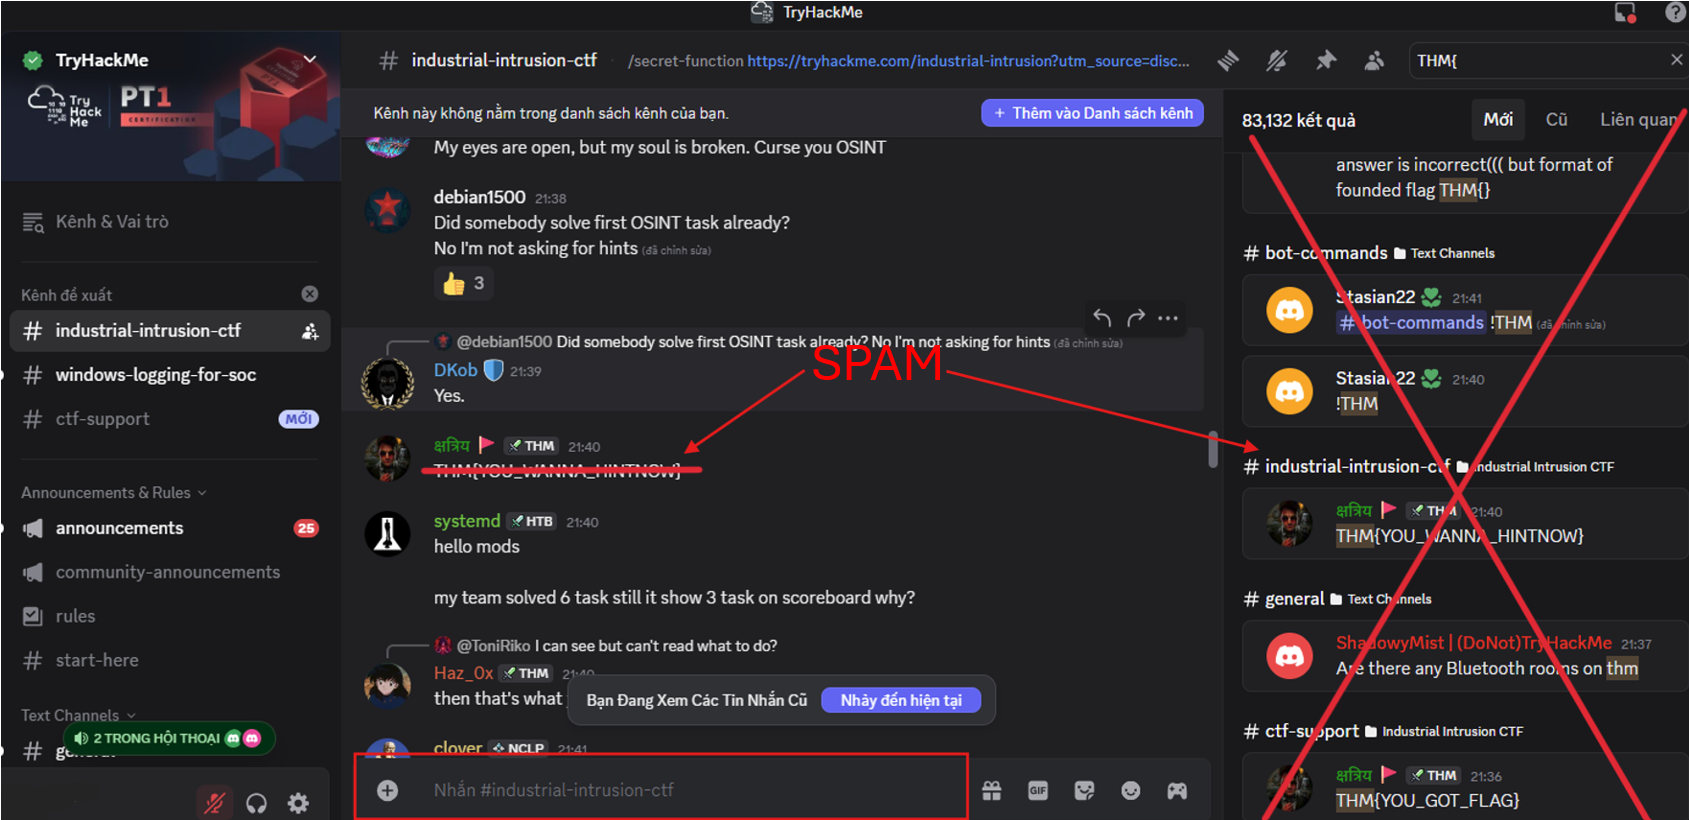 TryHackMe
TryHackMe
Try
Hack
Me
PT1
CERTIFICATION
Kênh & Vai trò
Kênh đề xuất
# industrial-intrusion-ctf
# windows-logging-for-soc
# ctf-support MỚI
Announcements & Rules
announcements 25
community-announcements
rules
# start-here
Text Channels
2 TRONG HỘI THOẠI
# general
# industrial-intrusion-ctf /secret-function https://tryhackme.com/industrial-intrusion?utm_source=disc...
Kênh này không nằm trong danh sách kênh của bạn.
+ Thêm vào Danh sách kênh
My eyes are open, but my soul is broken. Curse you OSINT
debian1500 21:38
Did somebody solve first OSINT task already?
No I'm not asking for hints (đã chỉnh sửa)
👍 3
@debian1500 Did somebody solve first OSINT task already? No I'm not asking for hints (đã chỉnh sửa)
DKob 21:39
Yes.
SPAM
क्षत्रिय THM 21:40
THM{YOU_WANNA_HINTNOW}
systemd HTB 21:40
hello mods
my team solved 6 task still it show 3 task on scoreboard why?
@ToniRiko I can see but can't read what to do?
Haz_0x THM 21:40
then that's what
Bạn Đang Xem Các Tin Nhắn Cũ Nhảy đến hiện tại
clover NCLP 21:41
Nhắn #industrial-intrusion-ctf
GIF
THM{
83,132 kết quả Mới Cũ Liên quan
answer is incorrect((( but format of
founded flag THM{}
# bot-commands Text Channels
Stasian22 21:41
# bot-commands !THM (đã chỉnh sửa)
Stasian22 21:40
!THM
# industrial-intrusion-ctf Industrial Intrusion CTF
क्षत्रिय THM 21:40
THM{YOU_WANNA_HINTNOW}
# general Text Channels
ShadowyMist | (DoNot)TryHackMe 21:37
Are there any Bluetooth rooms on thm
# ctf-support Industrial Intrusion CTF
क्षत्रिय THM 21:36
THM{YOU_GOT_FLAG}